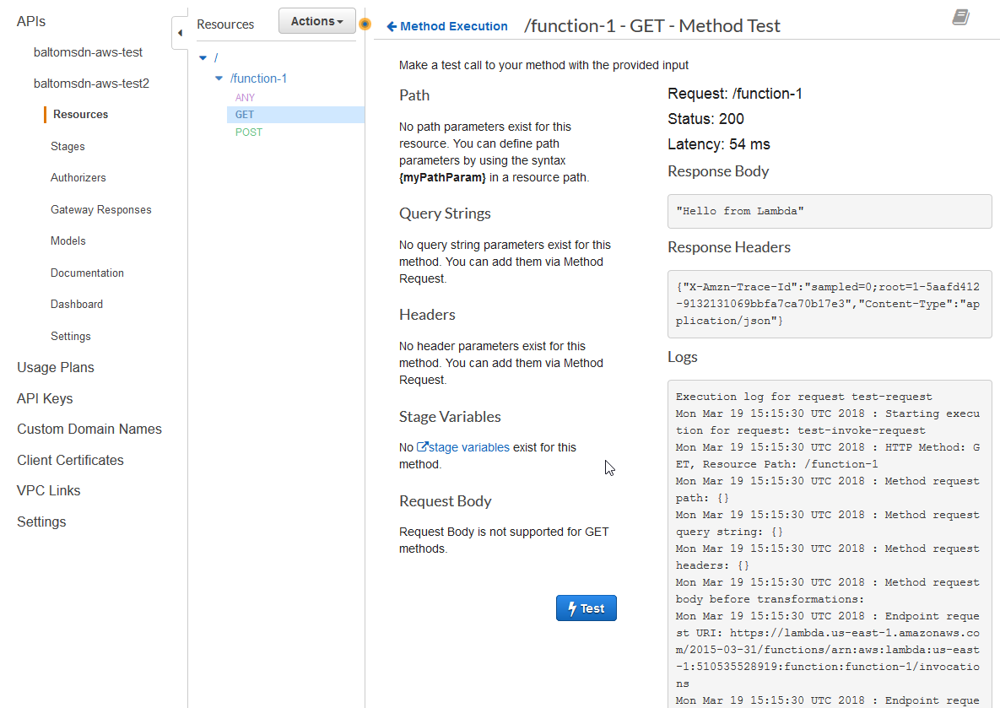 APIs
baltomsdn-aws-test
baltomsdn-aws-test2
Resources
Stages
Authorizers
Gateway Responses
Models
Documentation
Dashboard
Settings
Usage Plans
API Keys
Custom Domain Names
Client Certificates
VPC Links
Settings
Resources
Actions
/
/function-1
ANY
GET
POST
Method Execution
/function-1 - GET - Method Test
Make a test call to your method with the provided input
Path
No path parameters exist for this
resource. You can define path
parameters by using the syntax
{myPathParam} in a resource path.
Query Strings
No query string parameters exist for this
method. You can add them via Method
Request.
Headers
No header parameters exist for this
method. You can add them via Method
Request.
Stage Variables
No stage variables exist for this
method.
Request Body
Request Body is not supported for GET
methods.
Test
Request: /function-1
Status: 200
Latency: 54 ms
Response Body
"Hello from Lambda"
Response Headers
{"X-Amzn-Trace-Id":"sampled=0;root=1-5aafd412
-9132131069bbfa7ca70b17e3","Content-Type":"ap
plication/json"}
Logs
Execution log for request test-request
Mon Mar 19 15:15:30 UTC 2018 : Starting execu
tion for request: test-invoke-request
Mon Mar 19 15:15:30 UTC 2018 : HTTP Method: G
ET, Resource Path: /function-1
Mon Mar 19 15:15:30 UTC 2018 : Method request
path: {}
Mon Mar 19 15:15:30 UTC 2018 : Method request
query string: {}
Mon Mar 19 15:15:30 UTC 2018 : Method request
headers: {}
Mon Mar 19 15:15:30 UTC 2018 : Method request
body before transformations:
Mon Mar 19 15:15:30 UTC 2018 : Endpoint reque
st URI: https://lambda.us-east-1.amazonaws.co
m/2015-03-31/functions/arn:aws:lambda:us-east
-1:510535528919:function:function-1/invocatio
ns
Mon Mar 19 15:15:30 UTC 2018 : Endpoint reque